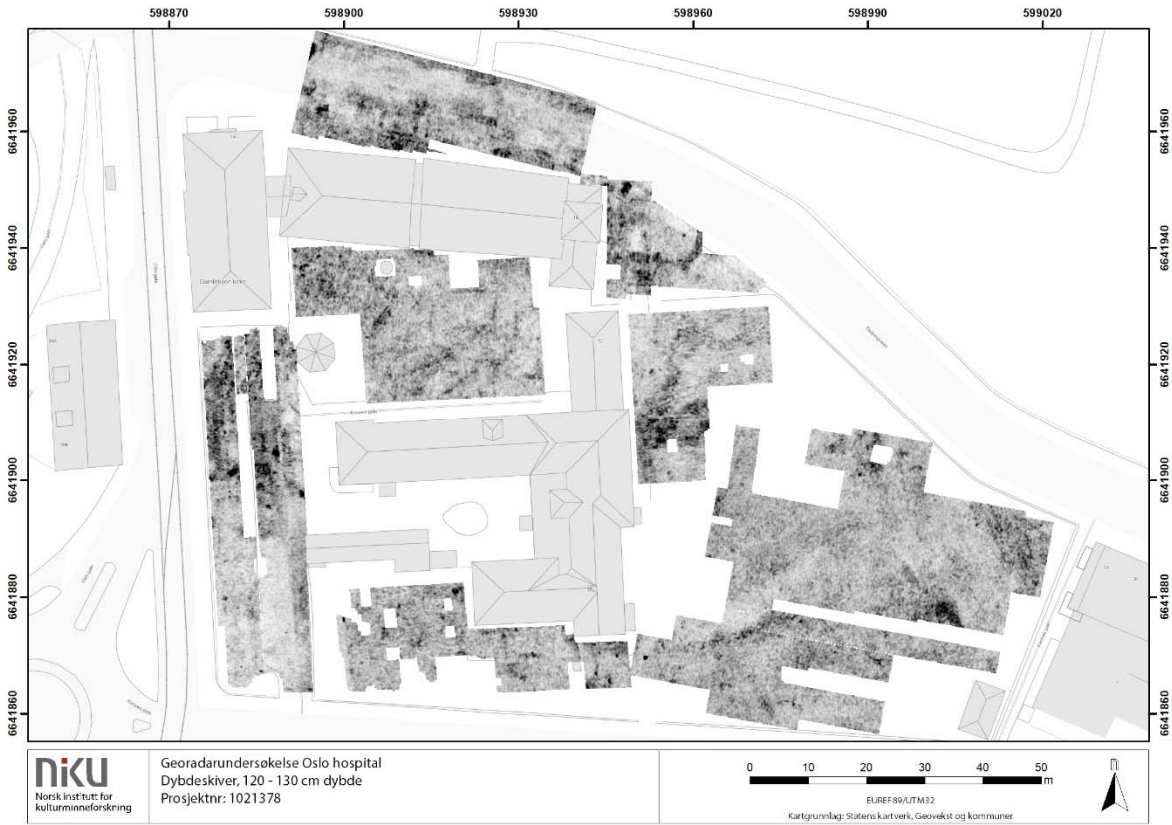 598870 598900 598930 598960 598990 599020
6641960 6641960
6641940 6641940
Gamlebyen kirke
6641920 6641920
6641900 6641900
6641880 6641880
6641860 6641860
niku
Norsk institutt for
kulturminneforskning
Georadarundersøkelse Oslo hospital
Dybdeskiver, 120 - 130 cm dybde
Prosjektnr: 1021378
0 10 20 30 40 50
m
EUREF89/UTM32
Kartgrunnlag: Statens kartverk, Geovekst og kommuner